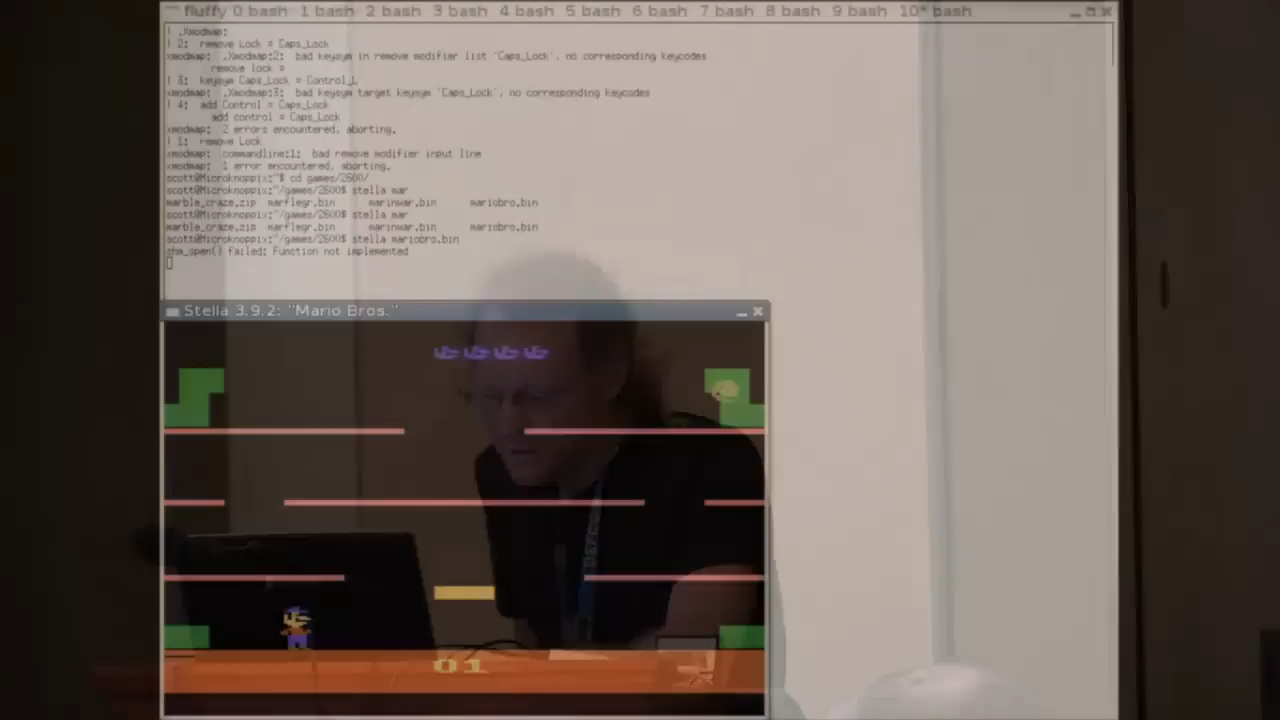 fluffy 0 bash 1 bash 2 bash 3 bash 4 bash 5 bash 6 bash 7 bash 8 bash 9 bash 10* bash
! .Xmodmap:
! 2: remove Lock = Caps_Lock
xmodmap: .Xmodmap:2: bad keysym in remove modifier list 'Caps_Lock', no corresponding keycodes
remove lock =
! 3: keysym Caps_Lock = Control_L
xmodmap: .Xmodmap:3: bad keysym target keysym 'Caps_Lock', no corresponding keycodes
! 4: add Control = Caps_Lock
add control = Caps_Lock
xmodmap: 2 errors encountered, aborting.
! 1: remove Lock
xmodmap: commandline:1: bad remove modifier input line
xmodmap: 1 error encountered, aborting.
scott@Microknoppix:~$ cd games/2600/
scott@Microknoppix:~/games/2600$ stella mar
marble_craze.zip marflegr.bin marinwar.bin mariobro.bin
scott@Microknoppix:~/games/2600$ stella mar
marble_craze.zip marflegr.bin marinwar.bin mariobro.bin
scott@Microknoppix:~/games/2600$ stella mariobro.bin
shm_open() failed: Function not implemented
Stella 3.9.2: "Mario Bros."
01